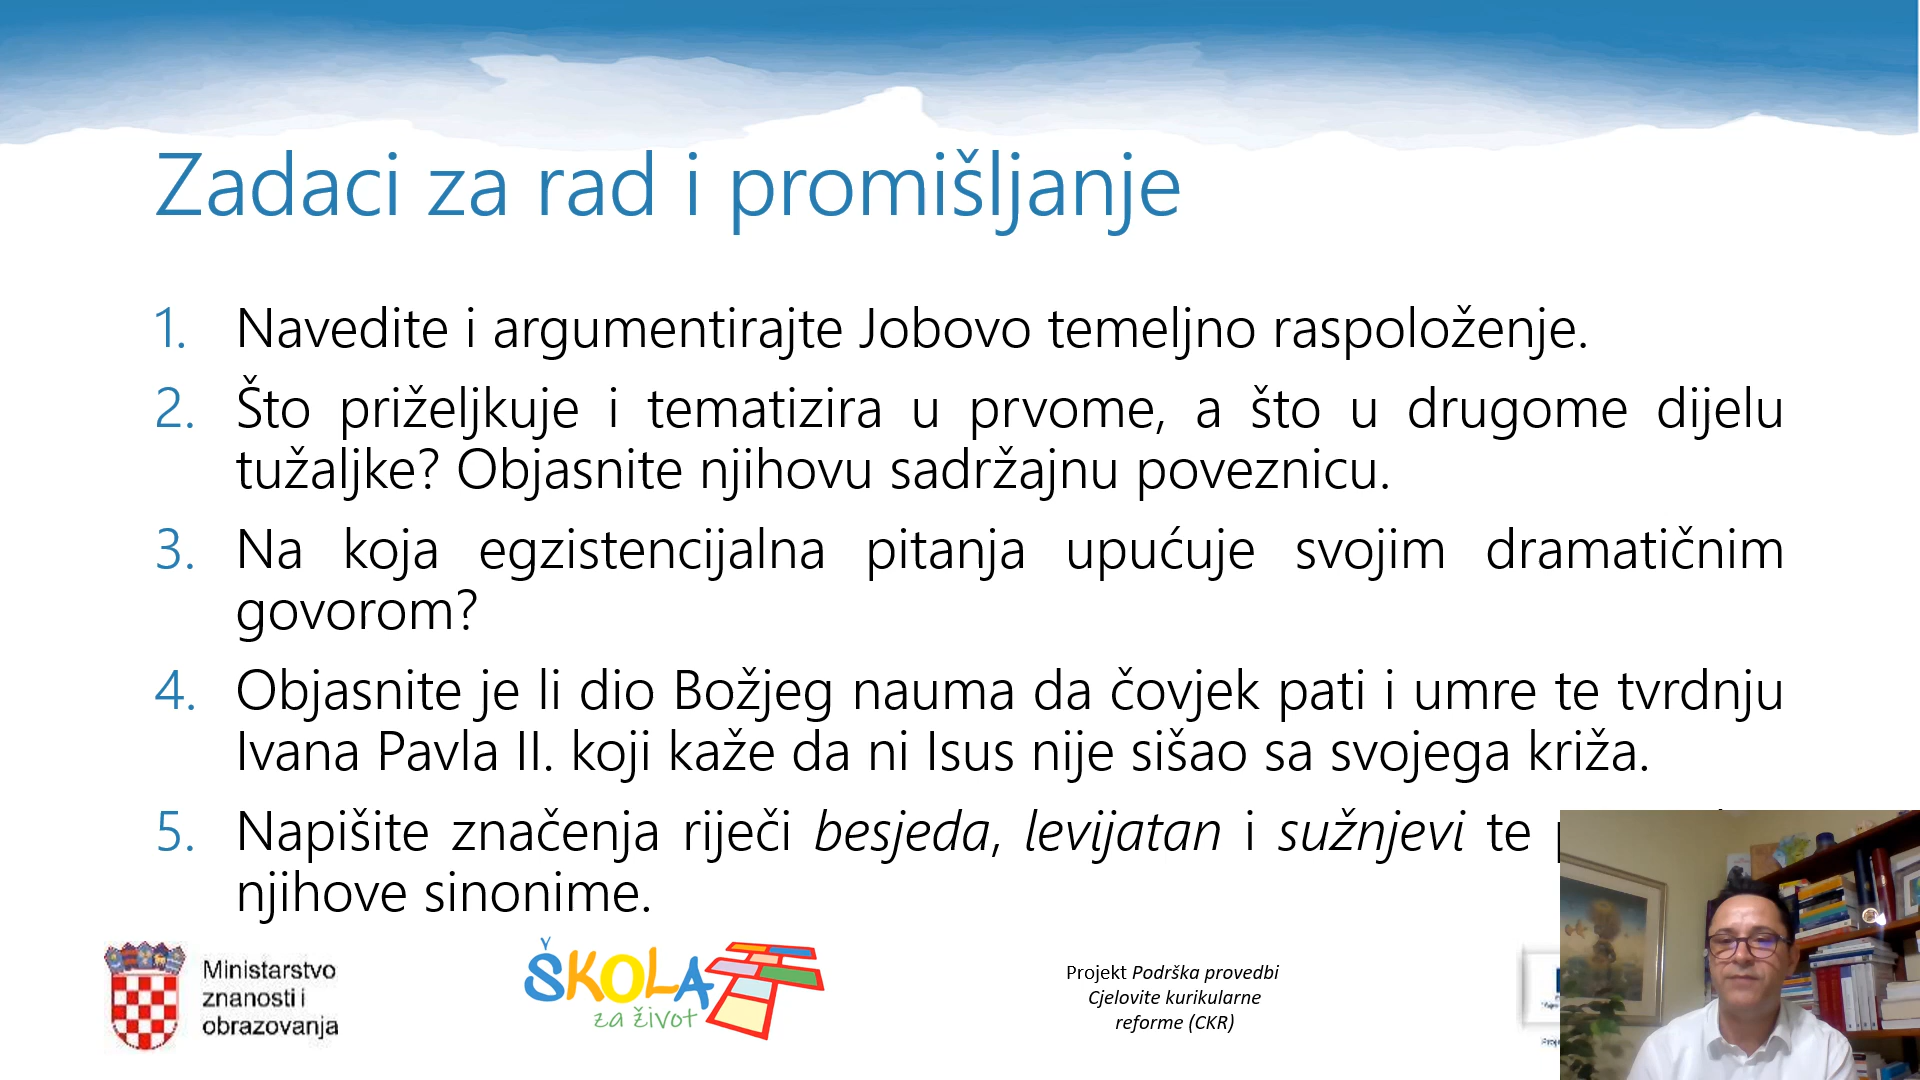 Zadaci za rad i promišljanje
1. Navedite i argumentirajte Jobovo temeljno raspoloženje.
2. Što priželjkuje i tematizira u prvome, a što u drugome dijelu
tužaljke? Objasnite njihovu sadržajnu poveznicu.
3. Na koja egzistencijalna pitanja upućuje svojim dramatičnim
govorom?
4. Objasnite je li dio Božjeg nauma da čovjek pati i umre te tvrdnju
Ivana Pavla II. koji kaže da ni Isus nije sišao sa svojega križa.
5. Napišite značenja riječi besjeda, levijatan i sužnjevi te
njihove sinonime.
Ministarstvo
znanosti i
obrazovanja
ŠKOLA
za život
Projekt Podrška provedbi
Cjelovite kurikularne
reforme (CKR)